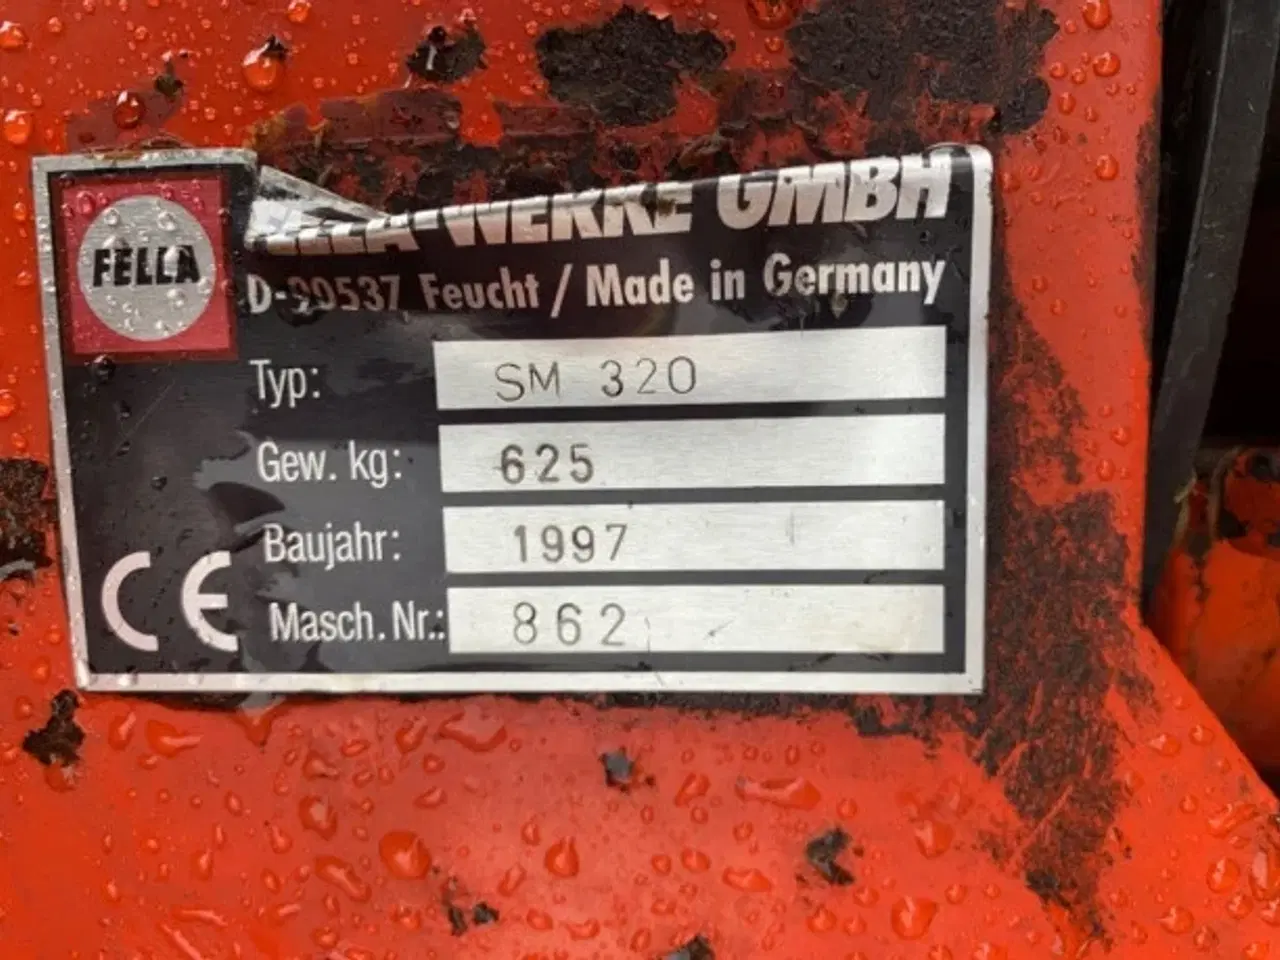 FELLA
FELLA-WERKE GMBH
D-90537 Feucht / Made in Germany
Typ: SM 320
Gew. kg: 625
Baujahr: 1997
Masch. Nr.: 862
CE